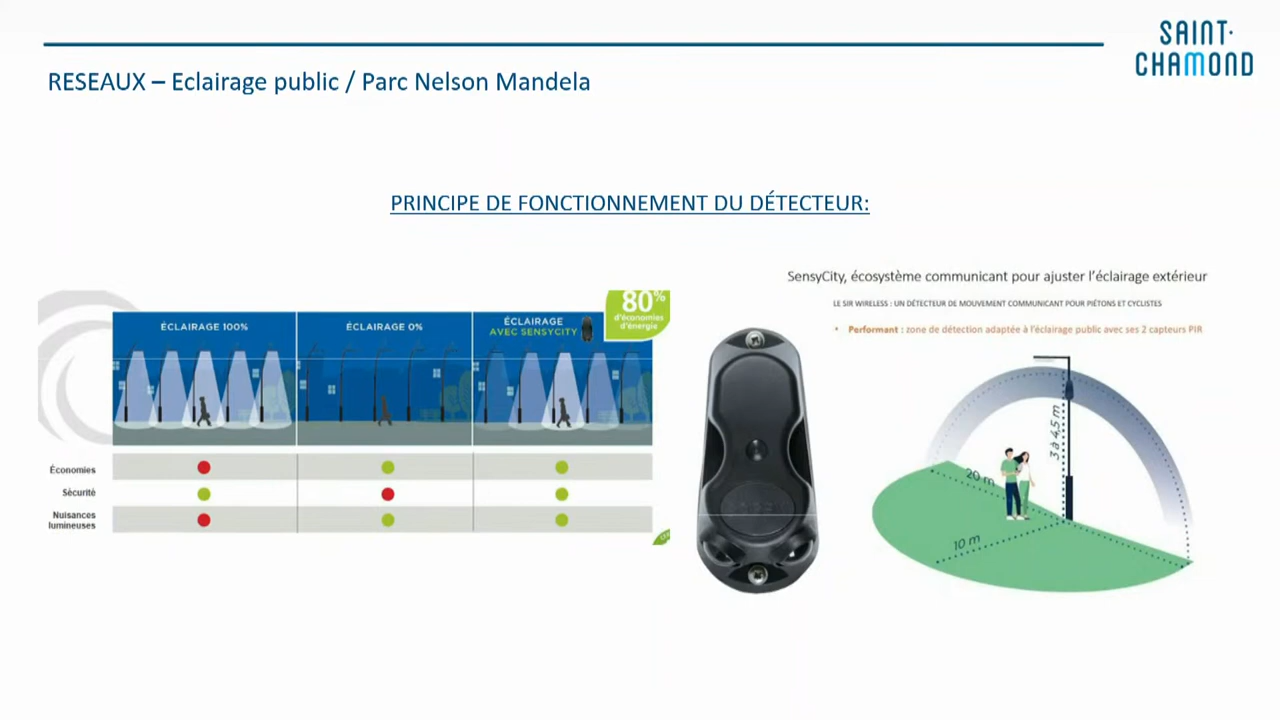 SAINT-
CHAMOND
RESEAUX – Eclairage public / Parc Nelson Mandela
PRINCIPE DE FONCTIONNEMENT DU DÉTECTEUR:
80%
d'économies
d'énergie
ÉCLAIRAGE 100%
ÉCLAIRAGE 0%
ÉCLAIRAGE
AVEC SENSYCITY
Économies
Sécurité
Nuisances
lumineuses
SensyCity, écosystème communicant pour ajuster l'éclairage extérieur
LE SIR WIRELESS : UN DÉTECTEUR DE MOUVEMENT COMMUNICANT POUR PIÉTONS ET CYCLISTES
• Performant : zone de détection adaptée à l'éclairage public avec ses 2 capteurs PIR
3 à 4,5 m
20 m
10 m